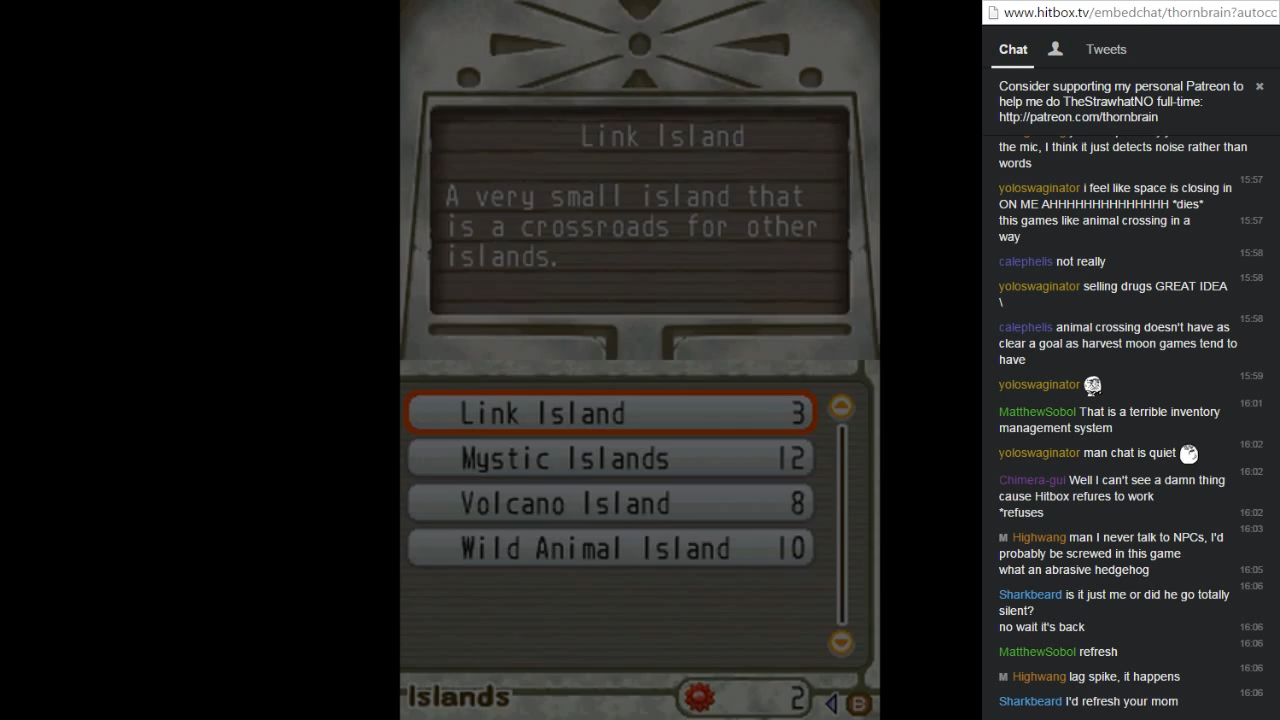 Link Island
A very small island that
is a crossroads for other
islands.
Link Island 3
Mystic Islands 12
Volcano Island 8
Wild Animal Island 10
Islands 2 B
www.hitbox.tv/embedchat/thornbrain?autocc
Chat Tweets
Consider supporting my personal Patreon to
help me do TheStrawhatNO full-time:
http://patreon.com/thornbrain
the mic, I think it just detects noise rather than
words
yoloswaginator i feel like space is closing in 15:57
ON ME AHHHHHHHHHHHHHH *dies*
this games like animal crossing in a 15:57
way
calephelis not really 15:58
yoloswaginator selling drugs GREAT IDEA 15:58
\
calephelis animal crossing doesn't have as 15:58
clear a goal as harvest moon games tend to
have
yoloswaginator 15:59
MatthewSobol That is a terrible inventory 16:01
management system
yoloswaginator man chat is quiet 16:02
Chimera-gui Well I can't see a damn thing 16:02
cause Hitbox refures to work
*refuses 16:02
M Highwang man I never talk to NPCs, I'd 16:03
probably be screwed in this game
what an abrasive hedgehog 16:05
Sharkbeard is it just me or did he go totally 16:06
silent?
no wait it's back 16:06
MatthewSobol refresh 16:06
M Highwang lag spike, it happens 16:06
Sharkbeard I'd refresh your mom 16:06